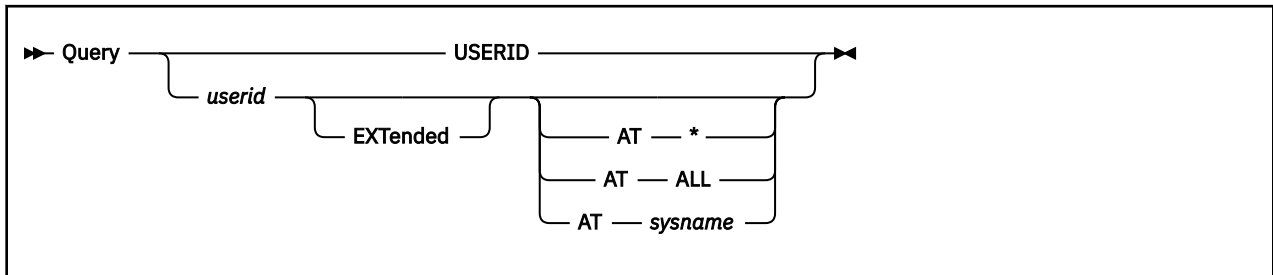 Query USERID
userid
EXTended AT *
AT ALL
AT sysname